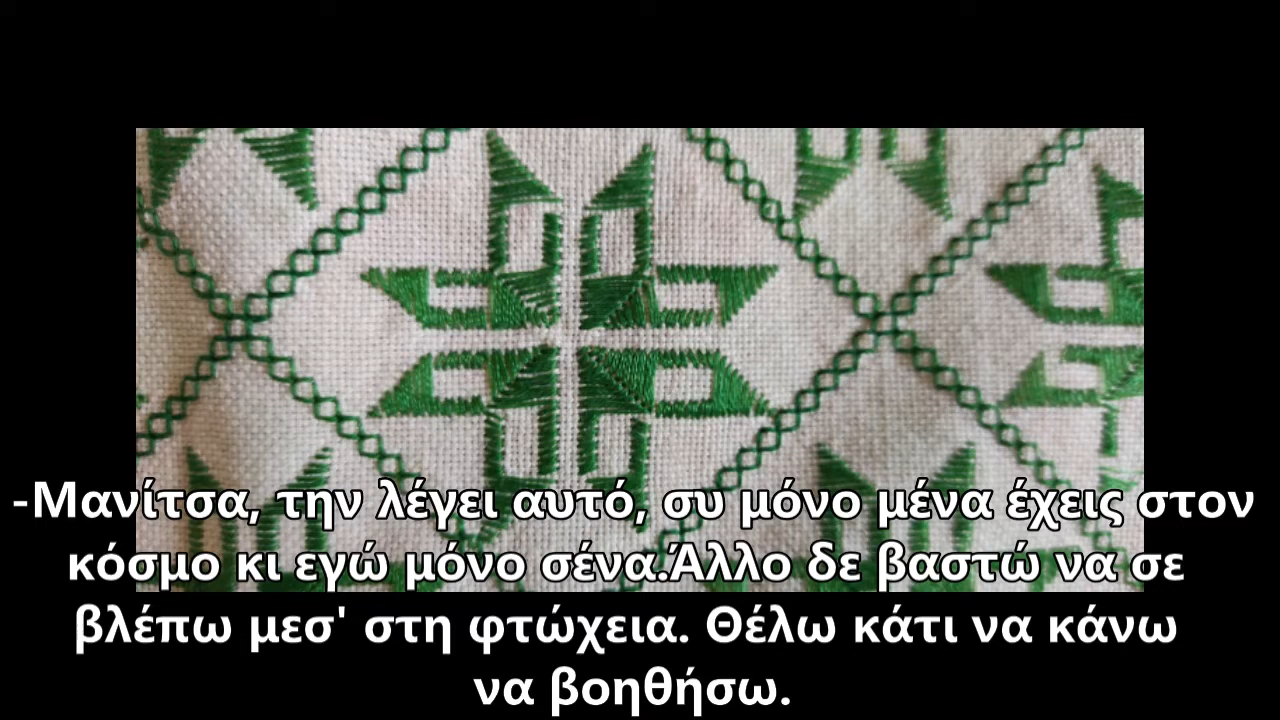 -Μανίτσα, την λέγει αυτό, συ μόνο μένα έχεις στον
κόσμο κι εγώ μόνο σένα.Άλλο δε βαστώ να σε
βλέπω μεσ' στη φτώχεια. Θέλω κάτι να κάνω
να βοηθήσω.